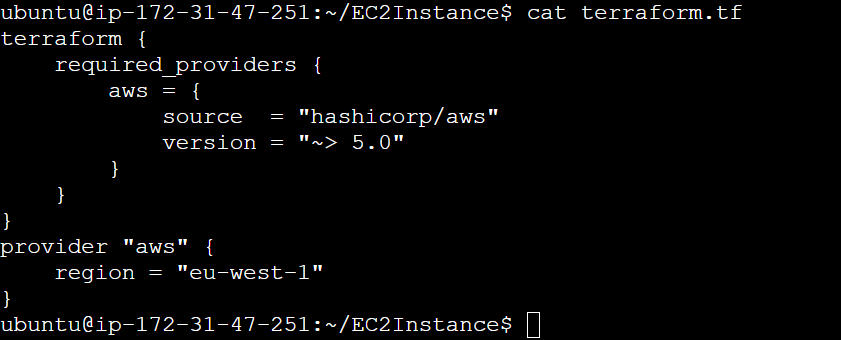 ubuntu@ip-172-31-47-251:~/EC2Instance$ cat terraform.tf
terraform {
    required_providers {
        aws = {
            source  = "hashicorp/aws"
            version = "~> 5.0"
        }
    }
}
provider "aws" {
    region = "eu-west-1"
}
ubuntu@ip-172-31-47-251:~/EC2Instance$